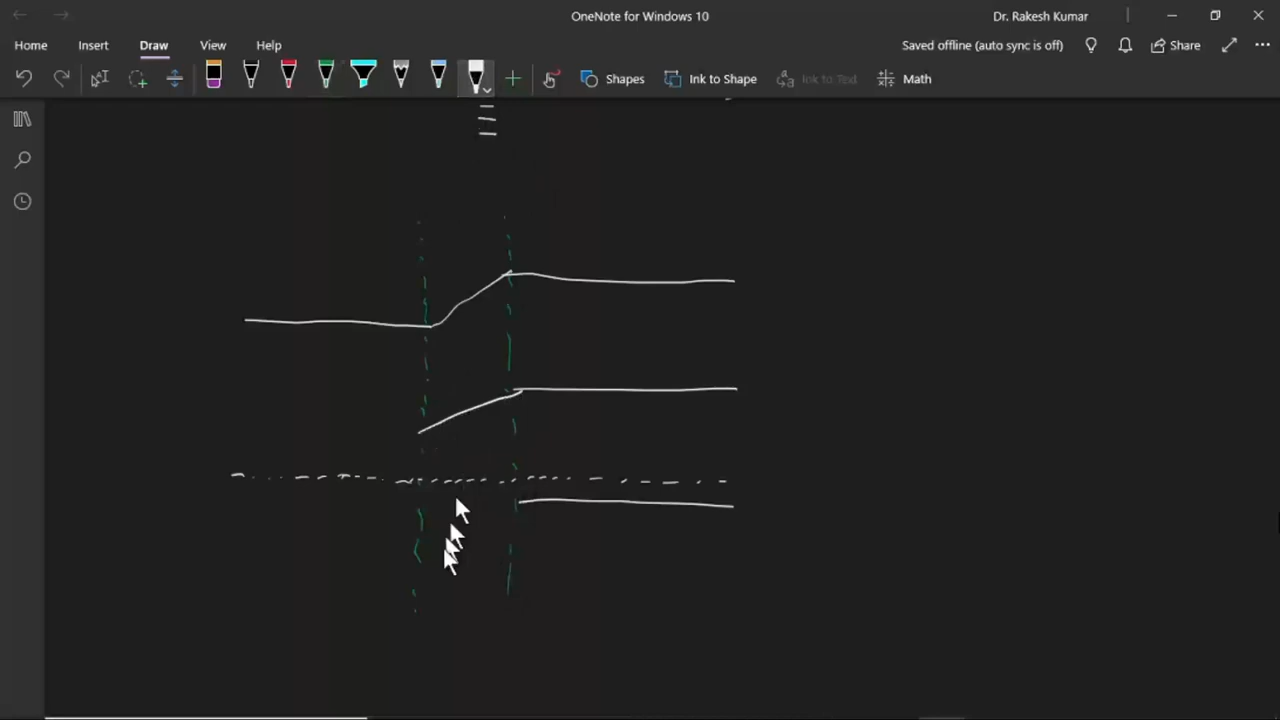 OneNote for Windows 10
Dr. Rakesh Kumar
Home Insert Draw View Help
Saved offline (auto sync is off)
Share
Shapes
Ink to Shape
Ink to Text
Math